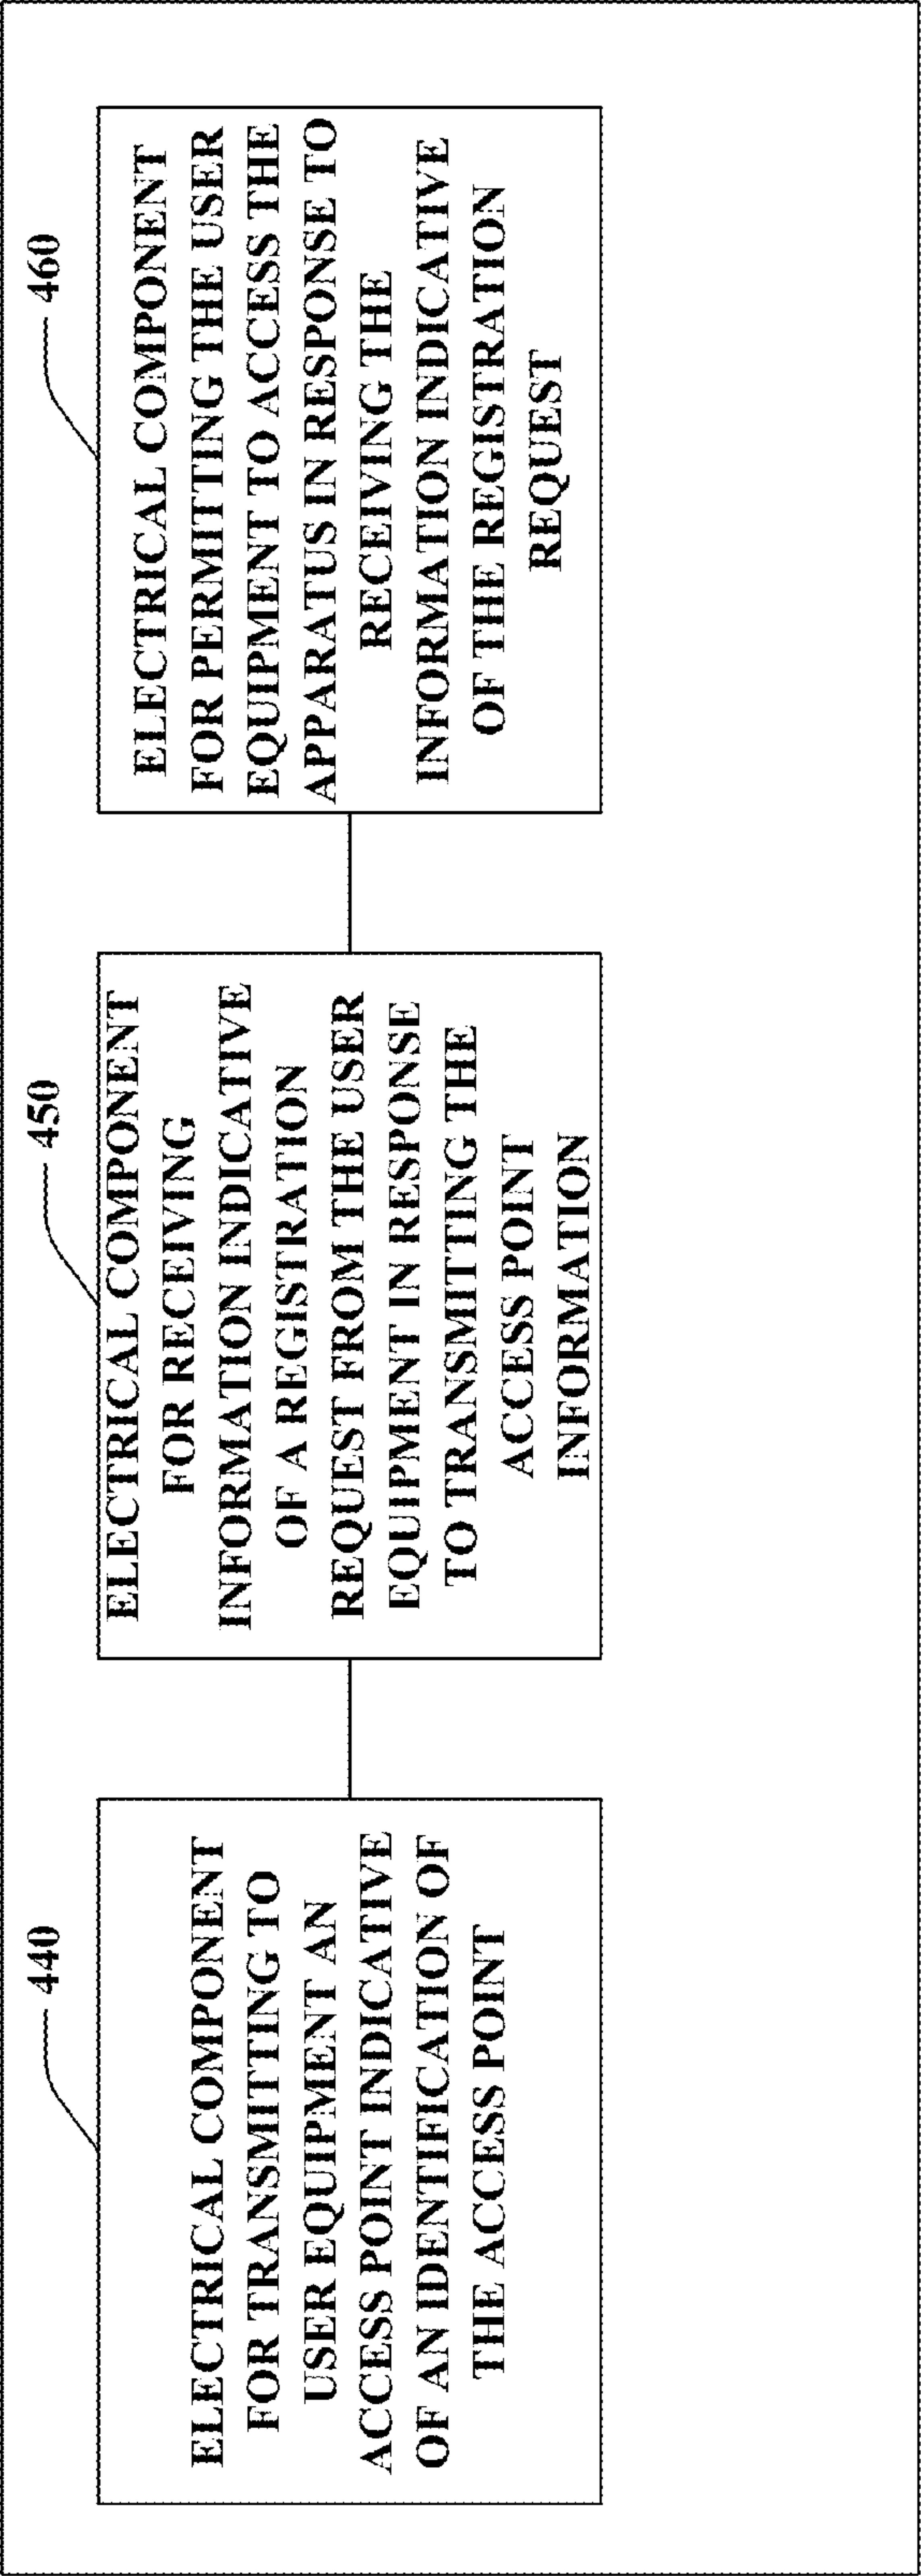 440
ELECTRICAL COMPONENT
FOR TRANSMITTING TO
USER EQUIPMENT AN
ACCESS POINT INDICATIVE
OF AN IDENTIFICATION OF
THE ACCESS POINT
450
ELECTRICAL COMPONENT
FOR RECEIVING
INFORMATION INDICATIVE
OF A REGISTRATION
REQUEST FROM THE USER
EQUIPMENT IN RESPONSE
TO TRANSMITTING THE
ACCESS POINT
INFORMATION
460
ELECTRICAL COMPONENT
FOR PERMITTING THE USER
EQUIPMENT TO ACCESS THE
APPARATUS IN RESPONSE TO
RECEIVING THE
INFORMATION INDICATIVE
OF THE REGISTRATION
REQUEST